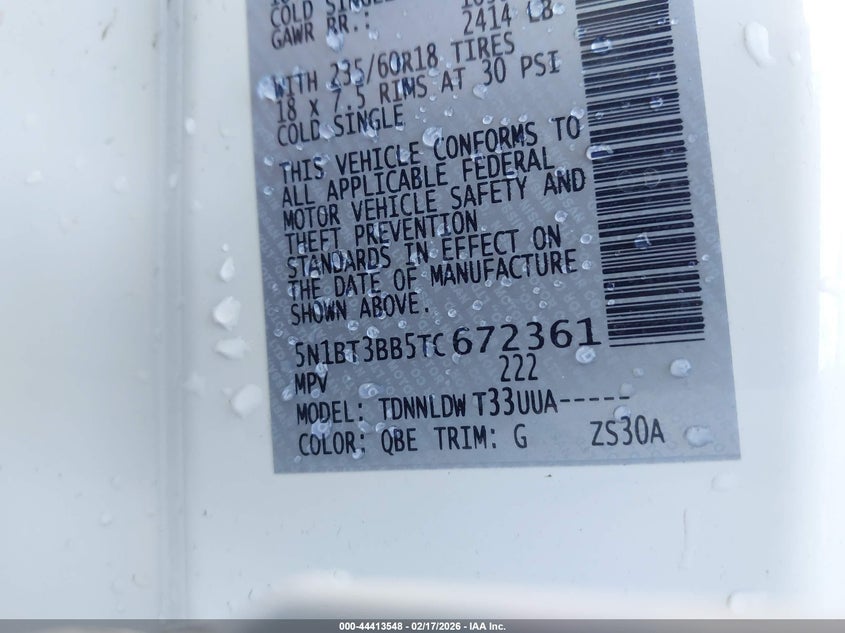 COLD SINGLE
GAWR RR.: 2414 LB
WITH 235/60R18 TIRES
18 x 7.5 RIMS AT 30 PSI
COLD SINGLE
THIS VEHICLE CONFORMS TO
ALL APPLICABLE FEDERAL
MOTOR VEHICLE SAFETY AND
THEFT PREVENTION
STANDARDS IN EFFECT ON
THE DATE OF MANUFACTURE
SHOWN ABOVE.
5N1BT3BB5TC672361
MPV 222
MODEL: TDNNLDW T33UUA-----
COLOR: QBE TRIM: G ZS30A
000-44413548 - 02/17/2026 - IAA Inc.